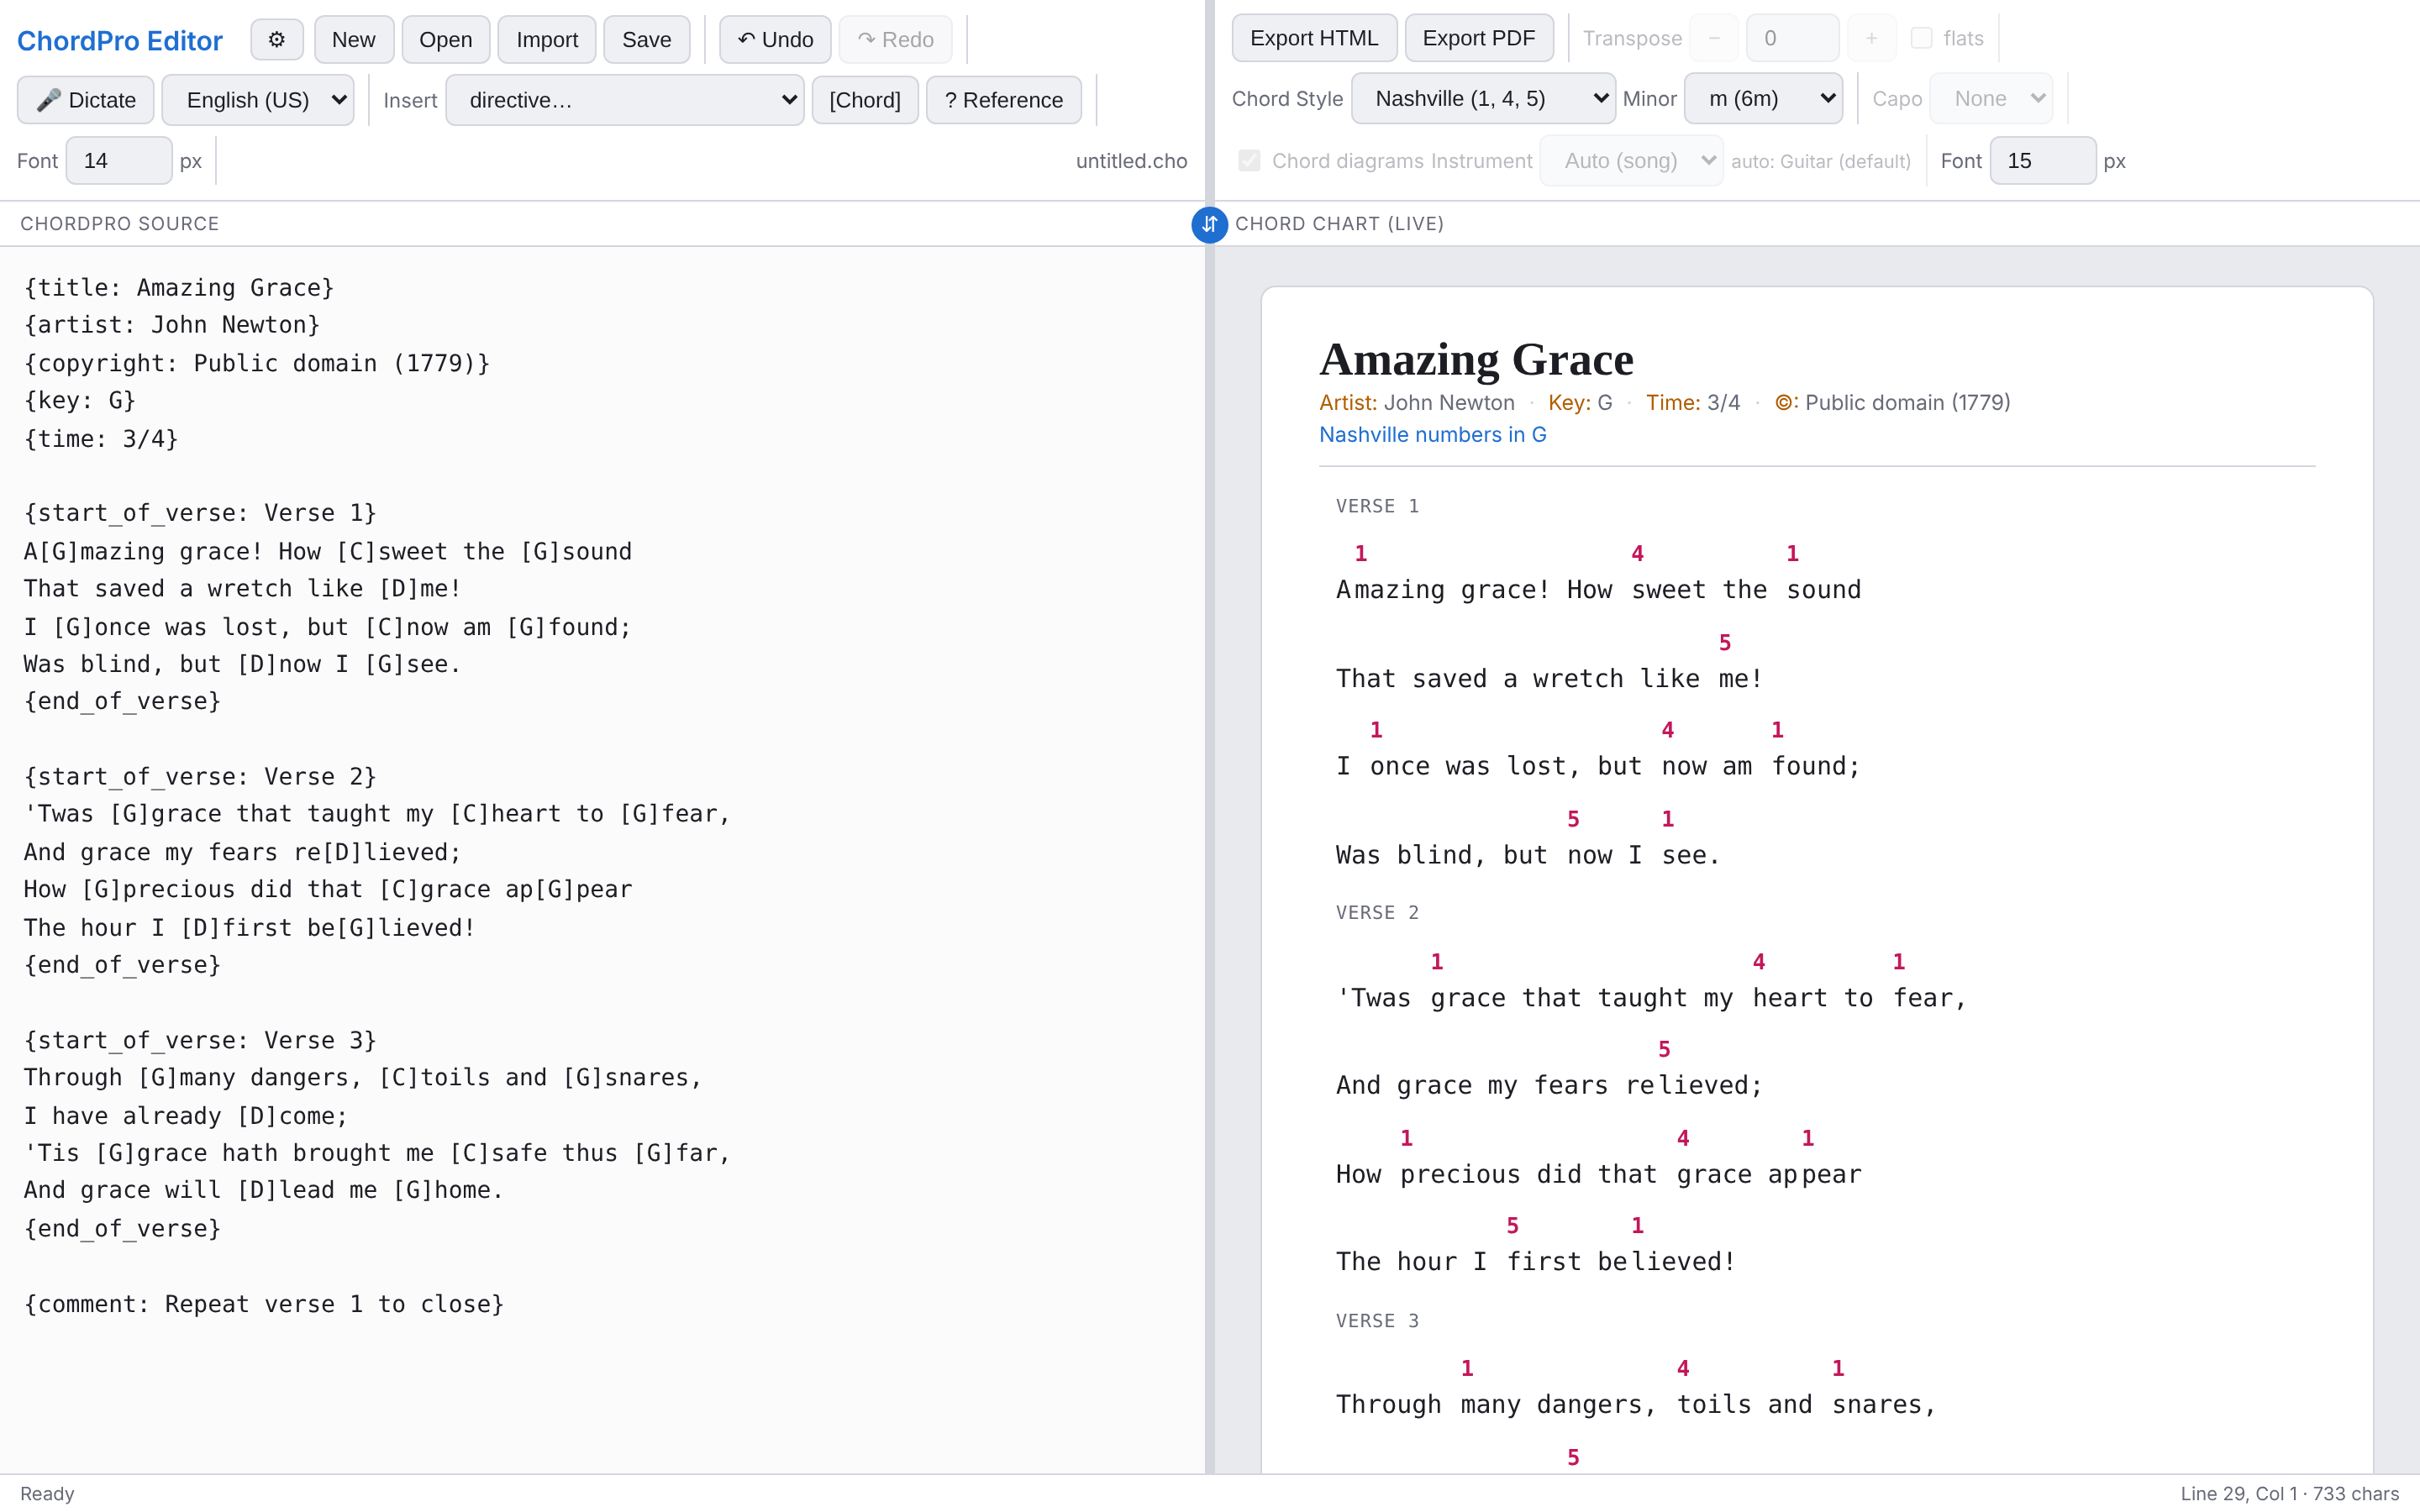 ChordPro Editor ⚙ New Open Import Save ↶ Undo ↷ Redo
🎤 Dictate English (US) Insert directive… [Chord] ? Reference
Font 14 px untitled.cho
Export HTML Export PDF Transpose − 0 + flats
Chord Style Nashville (1, 4, 5) Minor m (6m) Capo None
Chord diagrams Instrument Auto (song) auto: Guitar (default) Font 15 px
CHORDPRO SOURCE
{title: Amazing Grace}
{artist: John Newton}
{copyright: Public domain (1779)}
{key: G}
{time: 3/4}
{start_of_verse: Verse 1}
A[G]mazing grace! How [C]sweet the [G]sound
That saved a wretch like [D]me!
I [G]once was lost, but [C]now am [G]found;
Was blind, but [D]now I [G]see.
{end_of_verse}
{start_of_verse: Verse 2}
'Twas [G]grace that taught my [C]heart to [G]fear,
And grace my fears re[D]lieved;
How [G]precious did that [C]grace ap[G]pear
The hour I [D]first be[G]lieved!
{end_of_verse}
{start_of_verse: Verse 3}
Through [G]many dangers, [C]toils and [G]snares,
I have already [D]come;
'Tis [G]grace hath brought me [C]safe thus [G]far,
And grace will [D]lead me [G]home.
{end_of_verse}
{comment: Repeat verse 1 to close}
CHORD CHART (LIVE)
Amazing Grace
Artist: John Newton · Key: G · Time: 3/4 · ©: Public domain (1779)
Nashville numbers in G
VERSE 1
1 4 1
Amazing grace! How sweet the sound
5
That saved a wretch like me!
1 4 1
I once was lost, but now am found;
5 1
Was blind, but now I see.
VERSE 2
1 4 1
'Twas grace that taught my heart to fear,
5
And grace my fears relieved;
1 4 1
How precious did that grace appear
5 1
The hour I first believed!
VERSE 3
1 4 1
Through many dangers, toils and snares,
5
Ready
Line 29, Col 1 · 733 chars